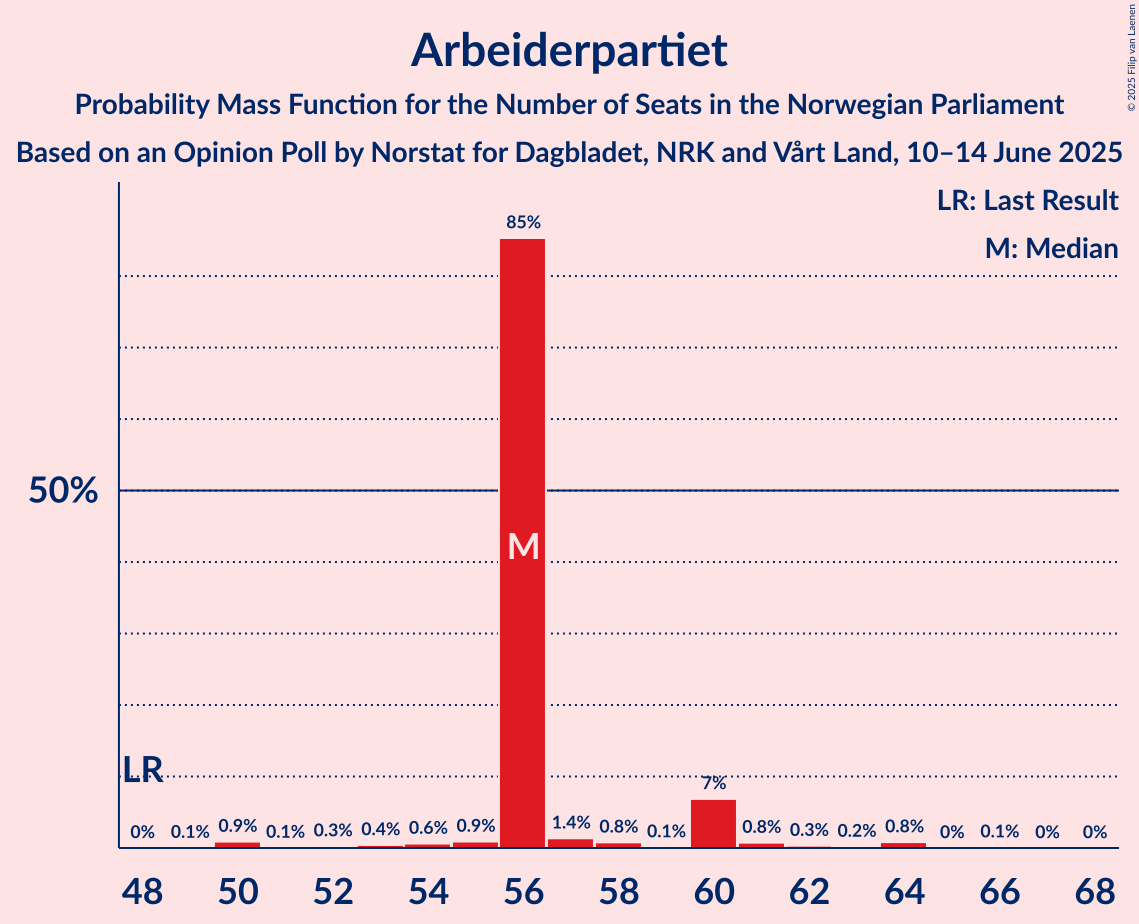 Arbeiderpartiet
Probability Mass Function for the Number of Seats in the Norwegian Parliament
Based on an Opinion Poll by Norstat for Dagbladet, NRK and Vårt Land, 10–14 June 2025
© 2025 Filip van Laenen
LR: Last Result
M: Median
85%
50%
M
LR
7%
0% 0.1% 0.9% 0.1% 0.3% 0.4% 0.6% 0.9% 1.4% 0.8% 0.1% 0.8% 0.3% 0.2% 0.8% 0% 0.1% 0% 0%
48 50 52 54 56 58 60 62 64 66 68